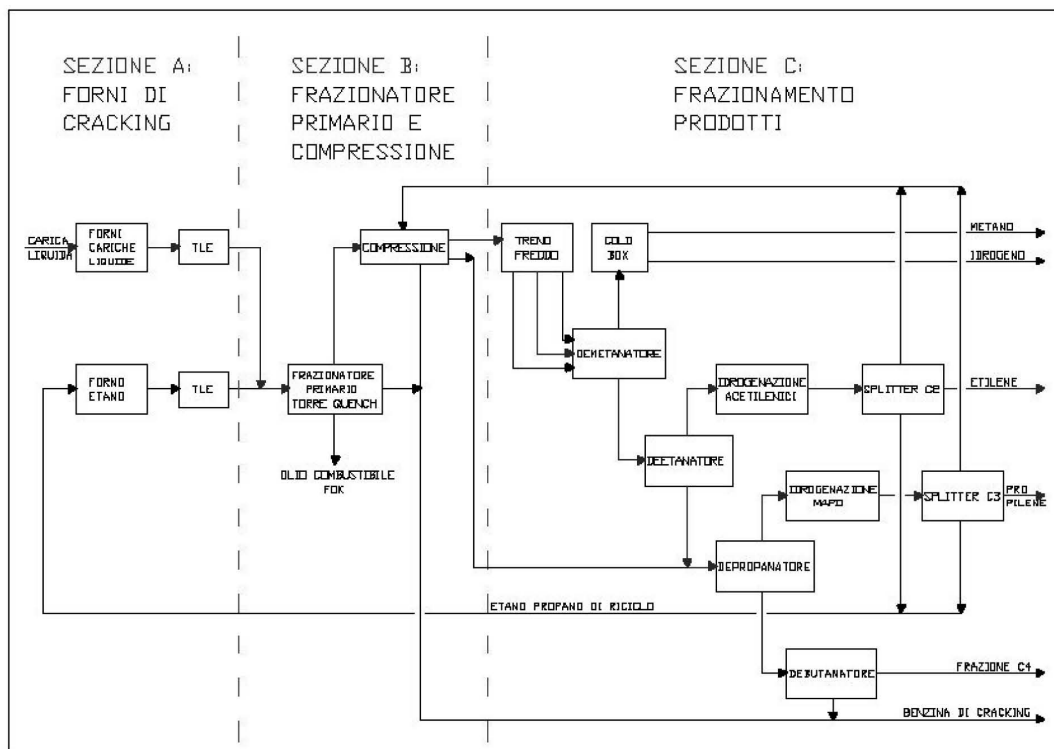 SEZIONE A:
FORNI DI
CRACKING
SEZIONE B:
FRAZIONATORE
PRIMARIO E
COMPRESSIONE
SEZIONE C:
FRAZIONAMENTO
PRODOTTI
CARICA
LIQUIDA
FORNI
CARICHE
LIQUIDE
TLE
COMPRESSIONE
TRENO
FREDDO
COLD
BOX
METANO
IDROGENO
DEMETANATORE
FORNO
ETANO
TLE
FRAZIONATORE
PRIMARIO
TORRE QUENCH
IDROGENAZIONE
ACETILENICI
SPLITTER C2
ETILENE
DEETANATORE
OLIO COMBUSTIBILE
FOK
IDROGENAZIONE
MAPD
SPLITTER C3
PRO
PILENE
DEPROPANATORE
ETANO PROPANO DI RICICLO
DEBUTANATORE
FRAZIONE C4
BENZINA DI CRACKING